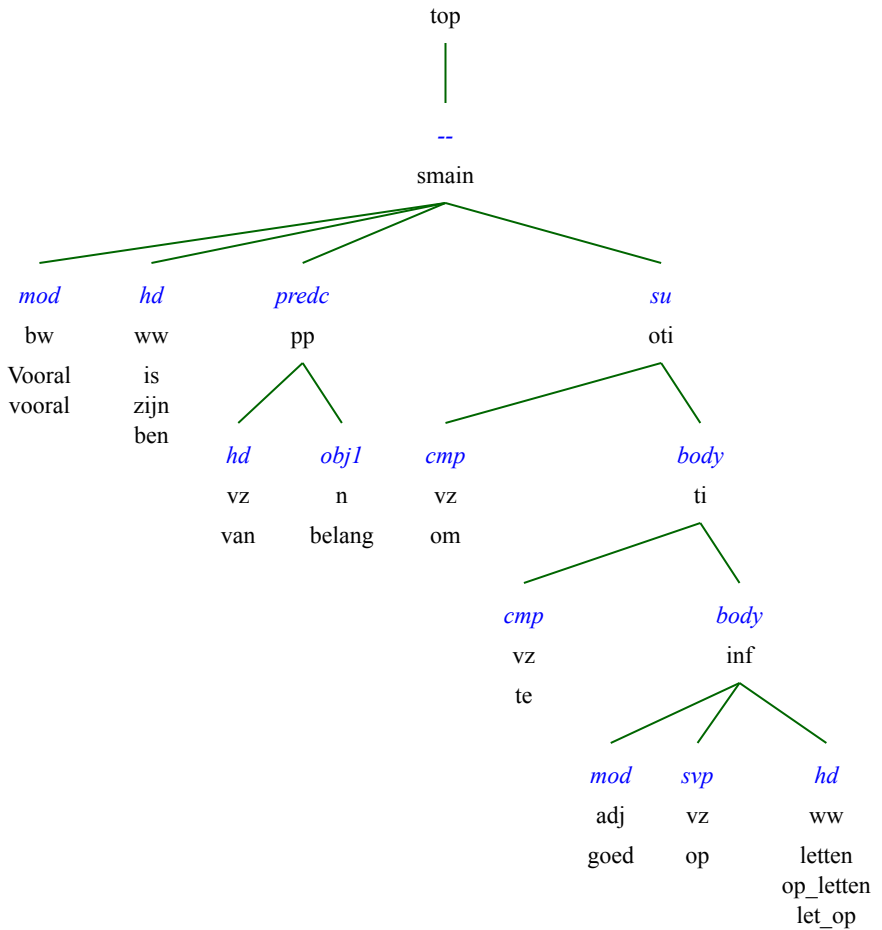 top
--
smain
mod hd predc su
bw ww pp oti
Vooral is
vooral zijn
ben
hd obj1 cmp body
vz n vz ti
van belang om
cmp body
vz inf
te
mod svp hd
adj vz ww
goed op letten
op_letten
let_op